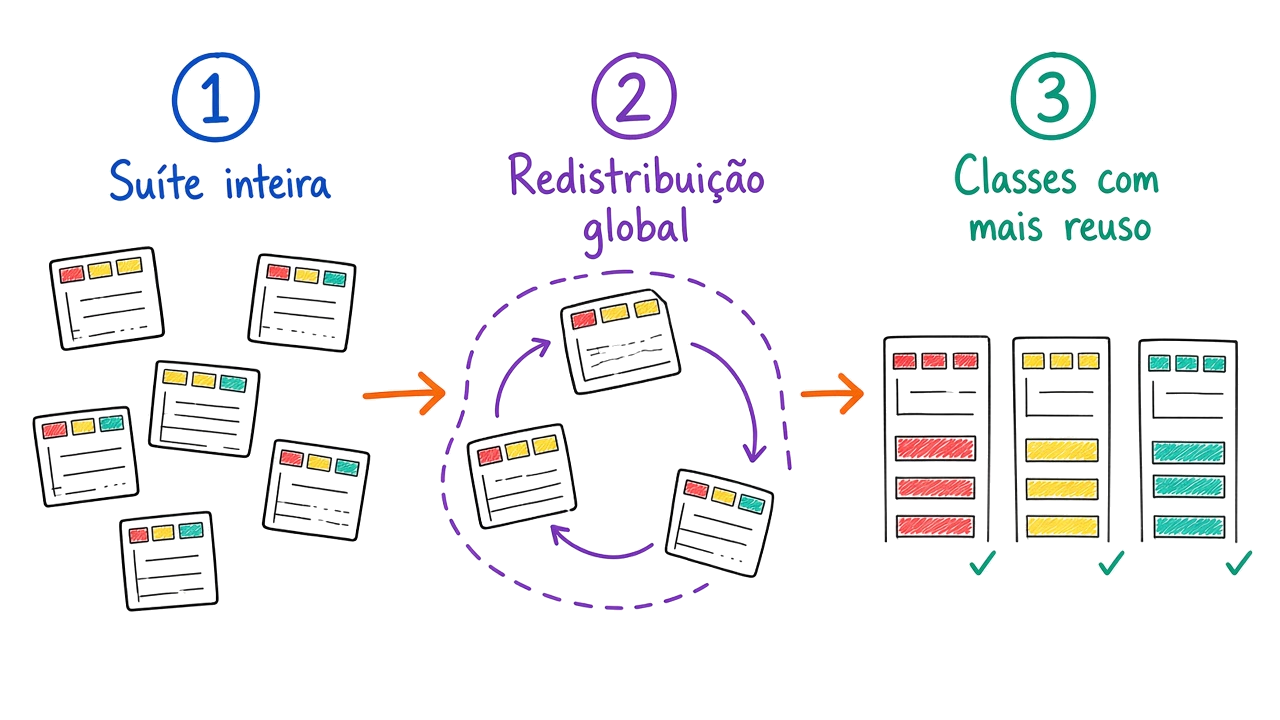 1
Suíte inteira
2
Redistribuição
global
3
Classes com
mais reuso